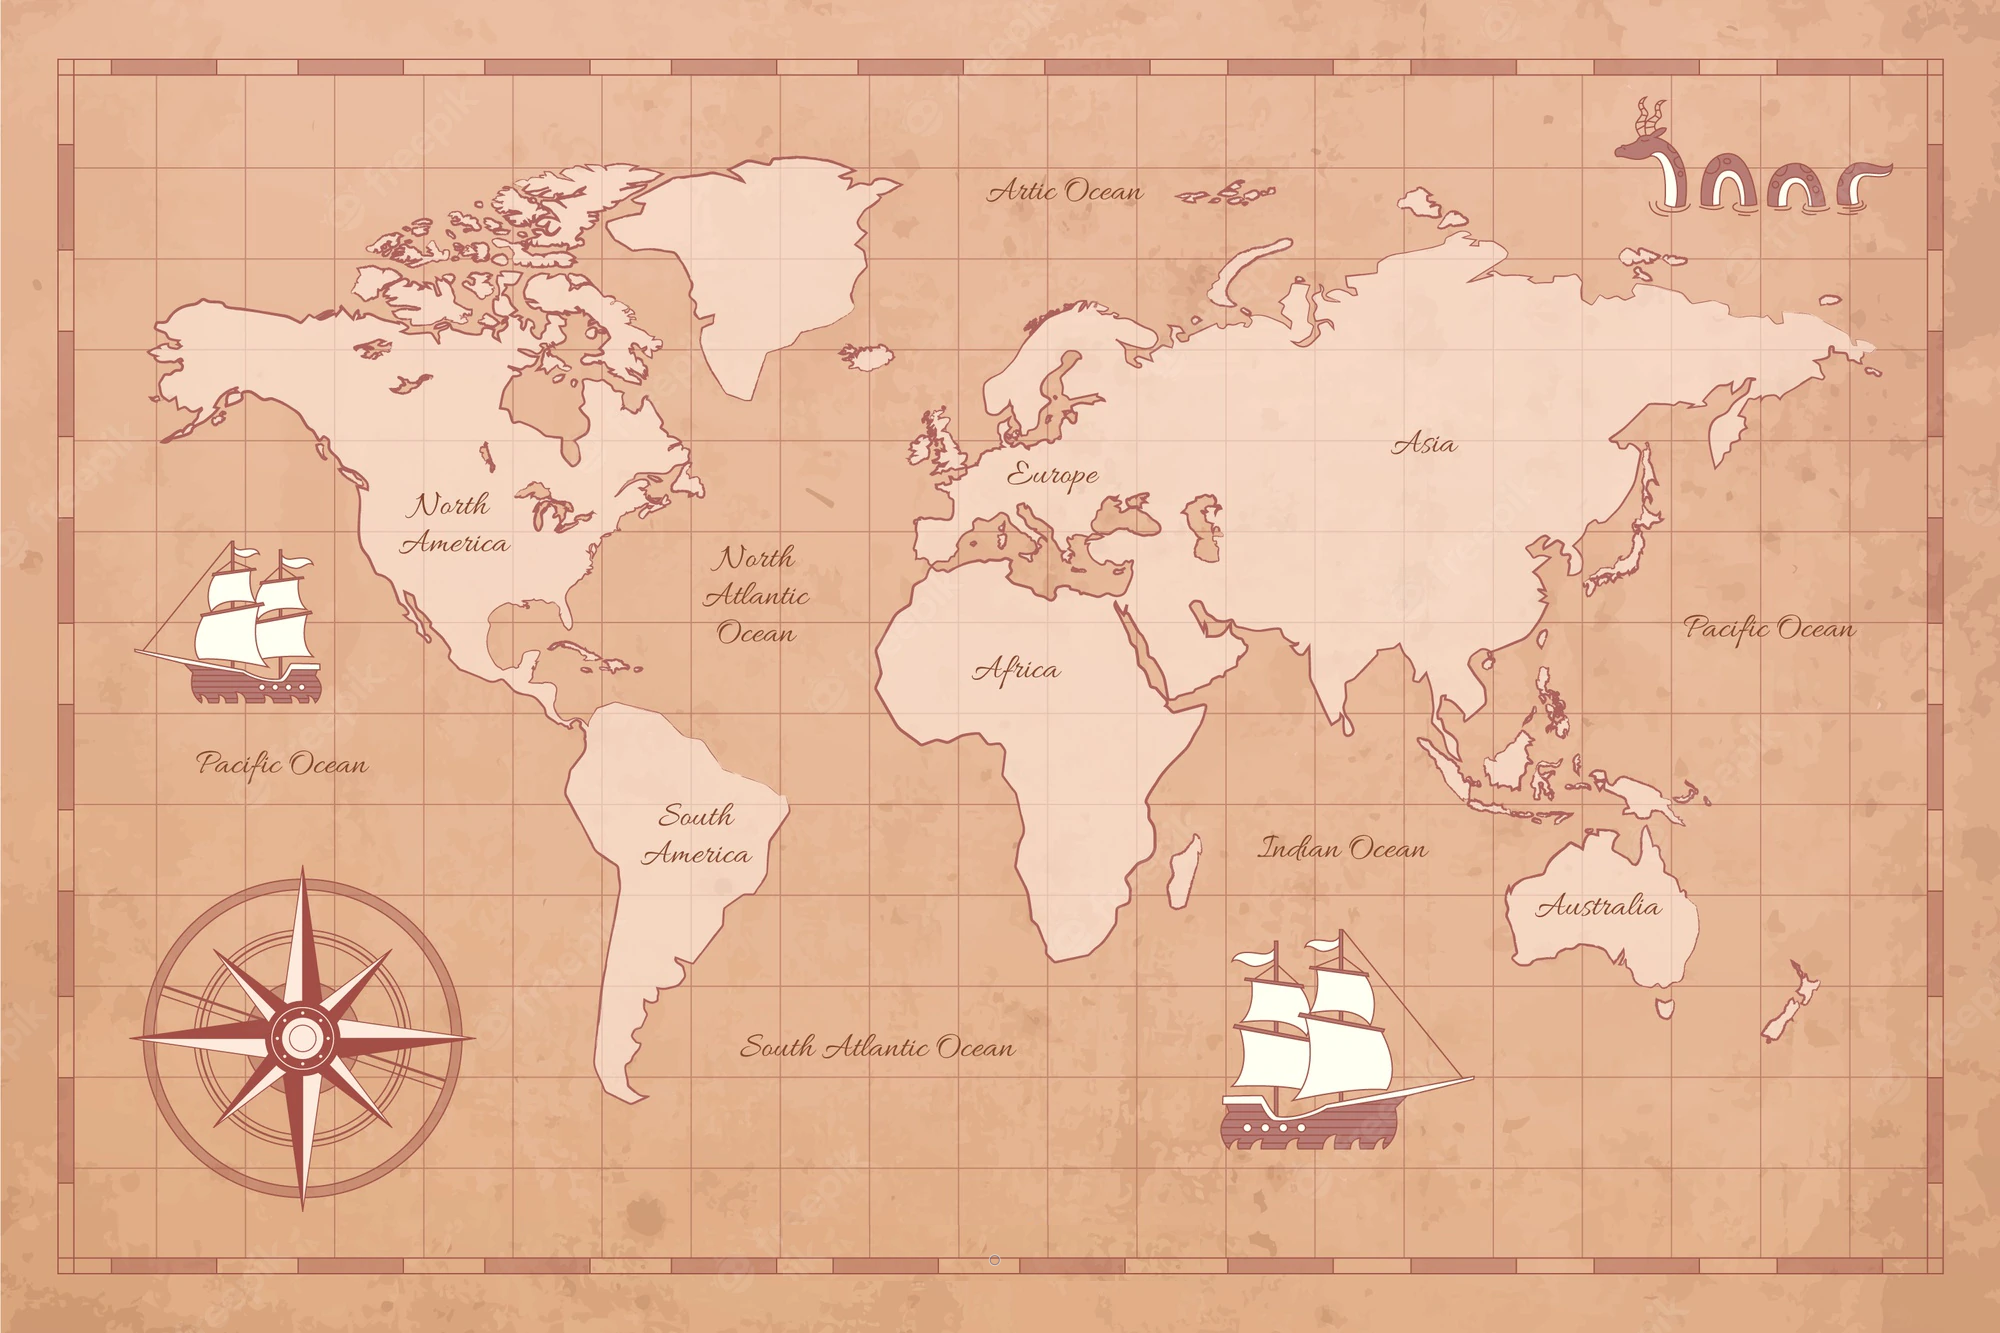 Artic Ocean
Asia
Europe
North
America
North
Atlantic
Ocean
Pacific Ocean
Africa
Pacific Ocean
South
America
Indian Ocean
Australia
South Atlantic Ocean
freepik